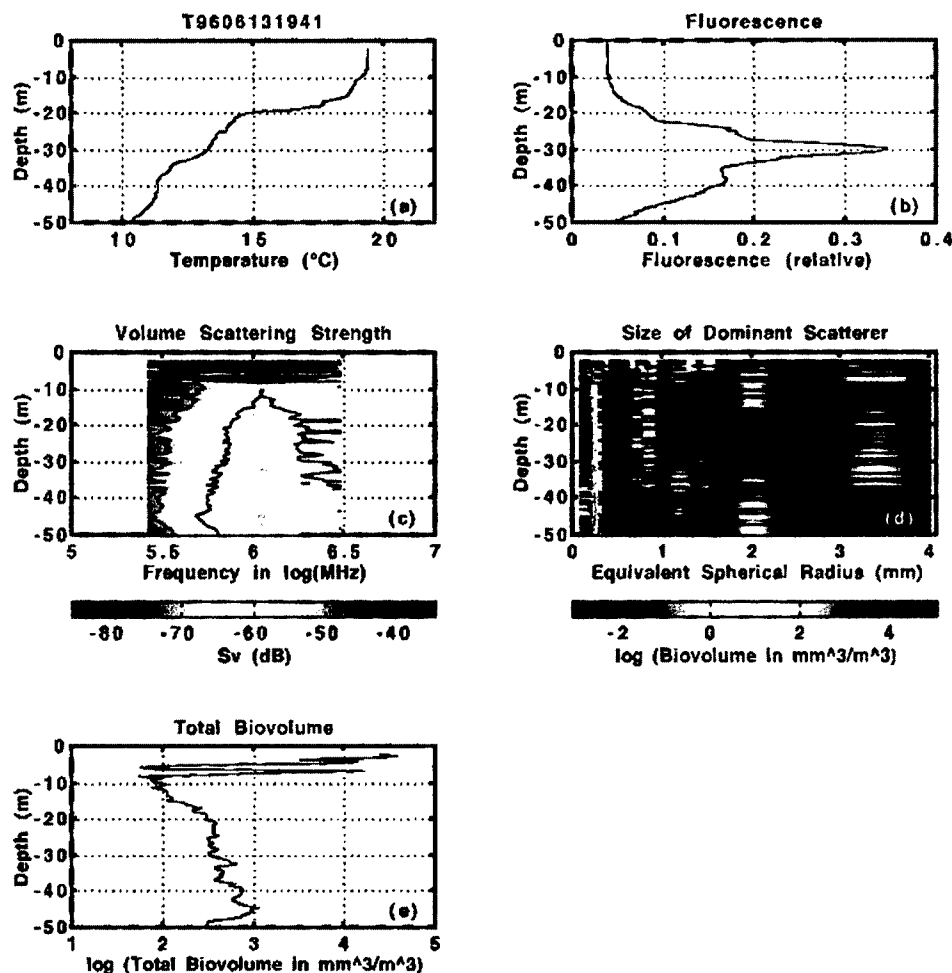 T9606131941
0
-10
-20
-30
-40
-50
Depth (m)
(a)
10 15 20
Temperature (°C)
Fluorescence
0
-10
-20
-30
-40
-50
Depth (m)
(b)
0 0.1 0.2 0.3 0.4
Fluorescence (relative)
Volume Scattering Strength
0
-10
-20
-30
-40
-50
Depth (m)
(c)
5 5.5 6 6.5 7
Frequency in log(MHz)
-80 -70 -60 -50 -40
Sv (dB)
Size of Dominant Scatterer
0
-10
-20
-30
-40
-50
Depth (m)
(d)
0 1 2 3 4
Equivalent Spherical Radius (mm)
-2 0 2 4
log (Biovolume in mm^3/m^3)
Total Biovolume
0
-10
-20
-30
-40
-50
Depth (m)
(e)
1 2 3 4 5
log (Total Biovolume in mm^3/m^3)